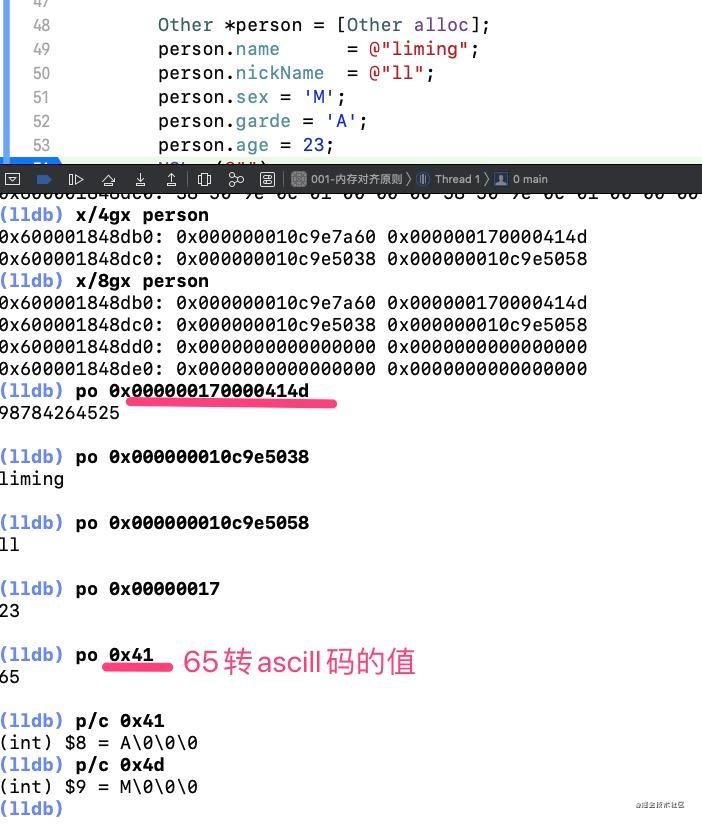 47
48 Other *person = [Other alloc];
49 person.name = @"liming";
50 person.nickName = @"ll";
51 person.sex = 'M';
52 person.garde = 'A';
53 person.age = 23;
001-内存对齐原则 〉 Thread 1 〉 0 main
(lldb) x/4gx person
0x600001848db0: 0x000000010c9e7a60 0x000000170000414d
0x600001848dc0: 0x000000010c9e5038 0x000000010c9e5058
(lldb) x/8gx person
0x600001848db0: 0x000000010c9e7a60 0x000000170000414d
0x600001848dc0: 0x000000010c9e5038 0x000000010c9e5058
0x600001848dd0: 0x0000000000000000 0x0000000000000000
0x600001848de0: 0x0000000000000000 0x0000000000000000
(lldb) po 0x000000170000414d
98784264525
(lldb) po 0x000000010c9e5038
liming
(lldb) po 0x000000010c9e5058
ll
(lldb) po 0x00000017
23
(lldb) po 0x41 65转ascill码的值
65
(lldb) p/c 0x41
(int) $8 = A\0\0\0
(lldb) p/c 0x4d
(int) $9 = M\0\0\0
(lldb)
@掘金技术社区